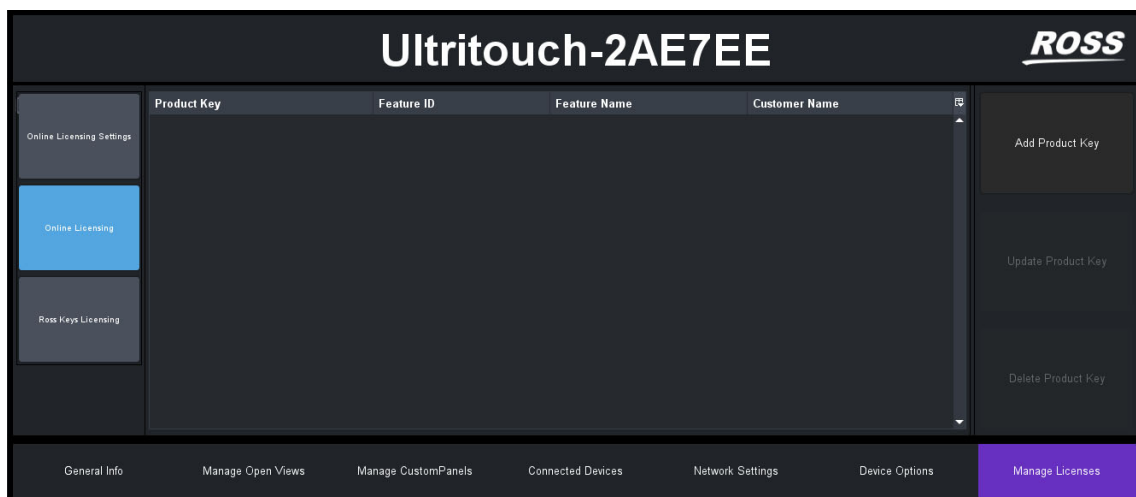 Ultritouch-2AE7EE
ROSS
Online Licensing Settings
Online Licensing
Ross Keys Licensing
Product Key Feature ID Feature Name Customer Name
Add Product Key
Update Product Key
Delete Product Key
General Info Manage Open Views Manage CustomPanels Connected Devices Network Settings Device Options Manage Licenses